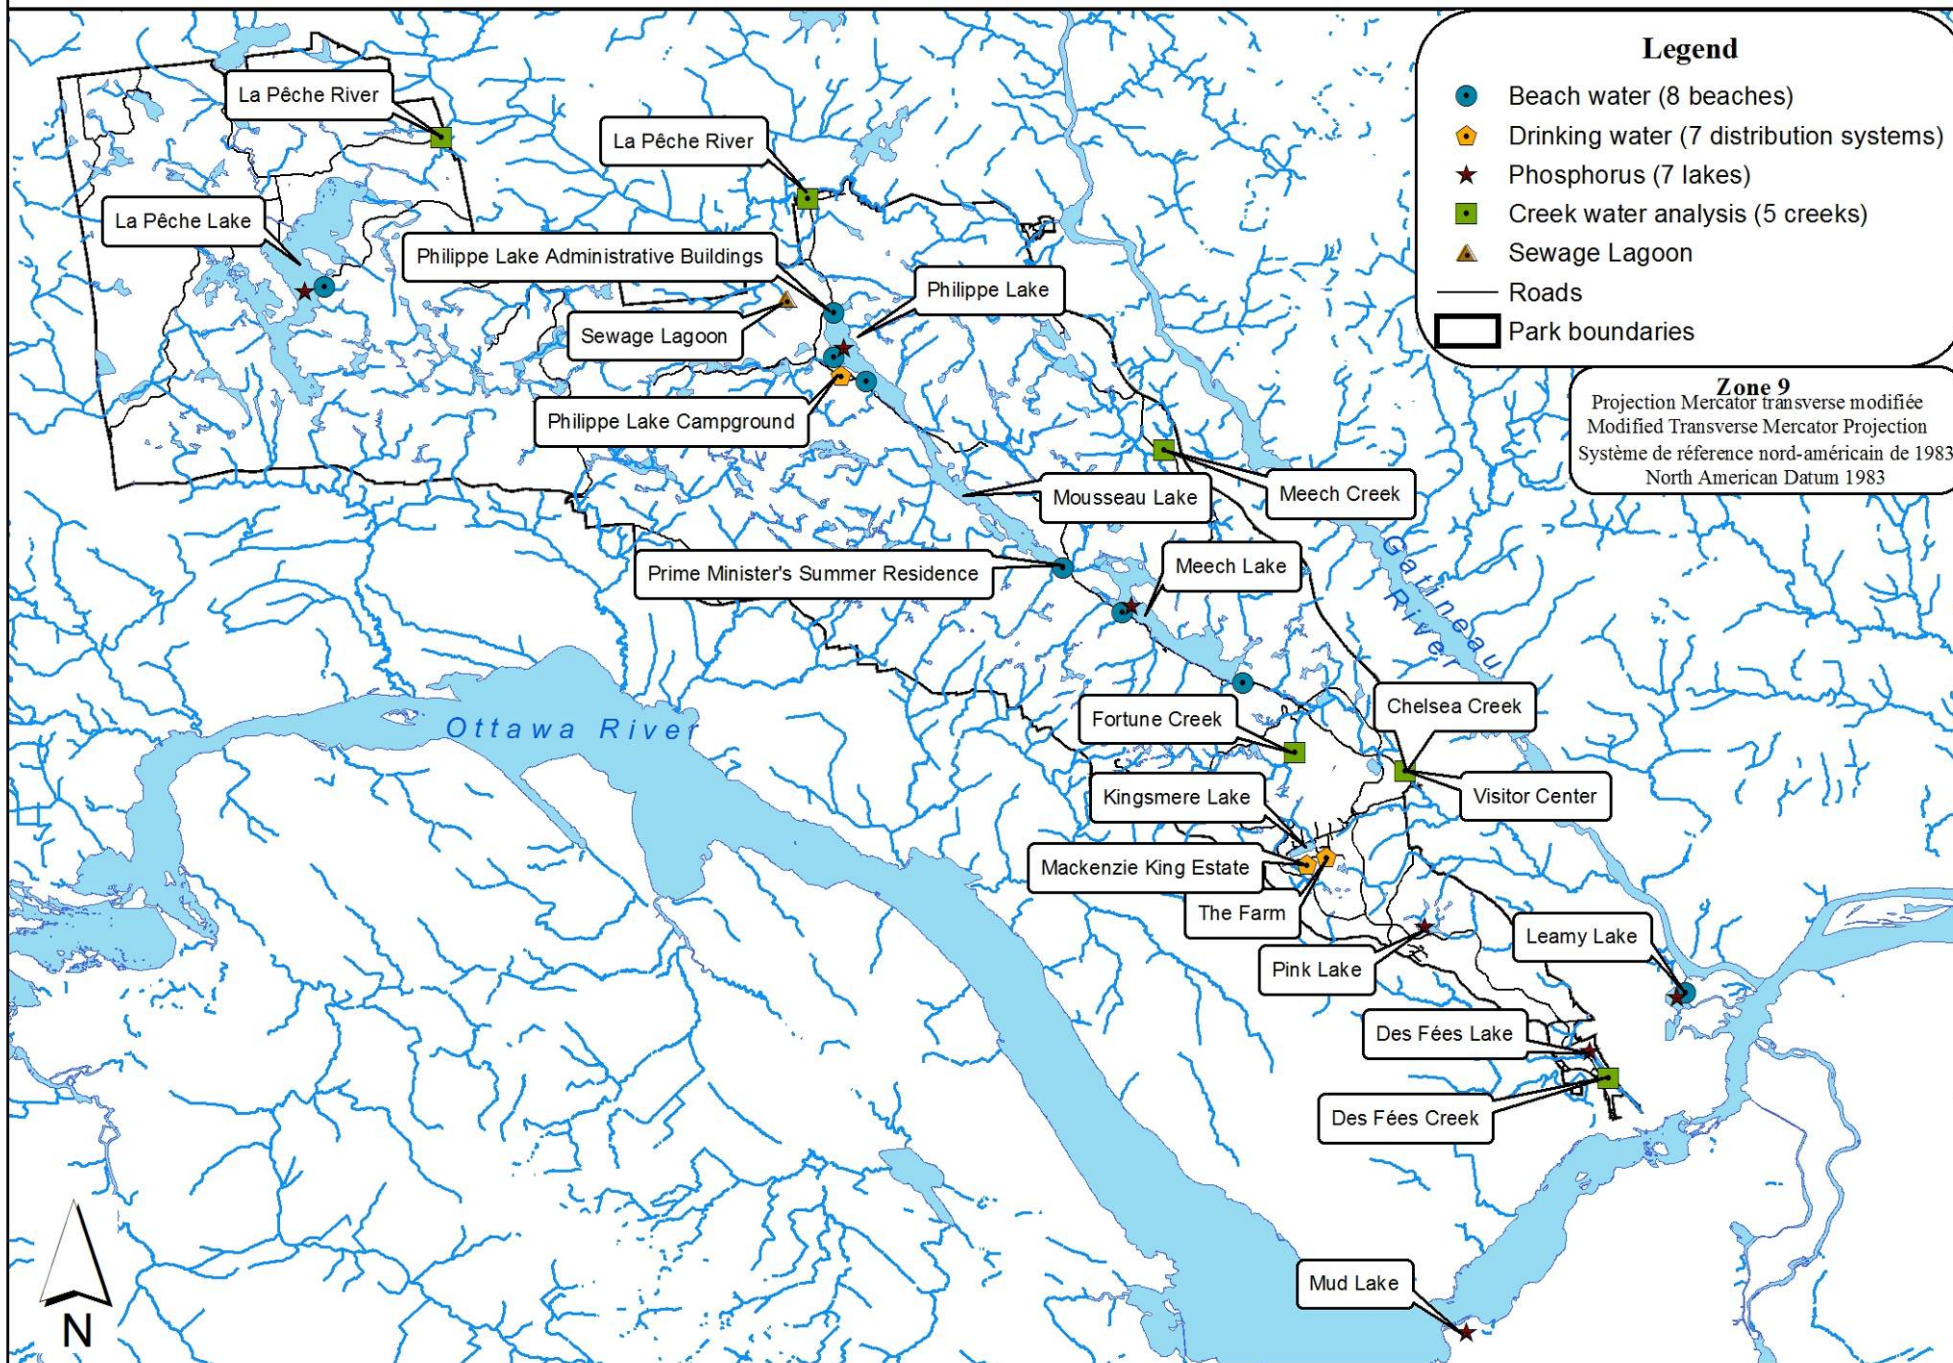 Legend
Beach water (8 beaches)
Drinking water (7 distribution systems)
Phosphorus (7 lakes)
Creek water analysis (5 creeks)
Sewage Lagoon
Roads
Park boundaries
Zone 9
Projection Mercator transverse modifiée
Modified Transverse Mercator Projection
Système de réference nord-américain de 1983
North American Datum 1983
La Pêche River
La Pêche River
La Pêche Lake
Philippe Lake Administrative Buildings
Philippe Lake
Sewage Lagoon
Philippe Lake Campground
Mousseau Lake
Meech Creek
Prime Minister's Summer Residence
Meech Lake
Gatineau
River
Ottawa River
Fortune Creek
Chelsea Creek
Kingsmere Lake
Visitor Center
Mackenzie King Estate
The Farm
Pink Lake
Leamy Lake
Des Fées Lake
Des Fées Creek
Mud Lake
N